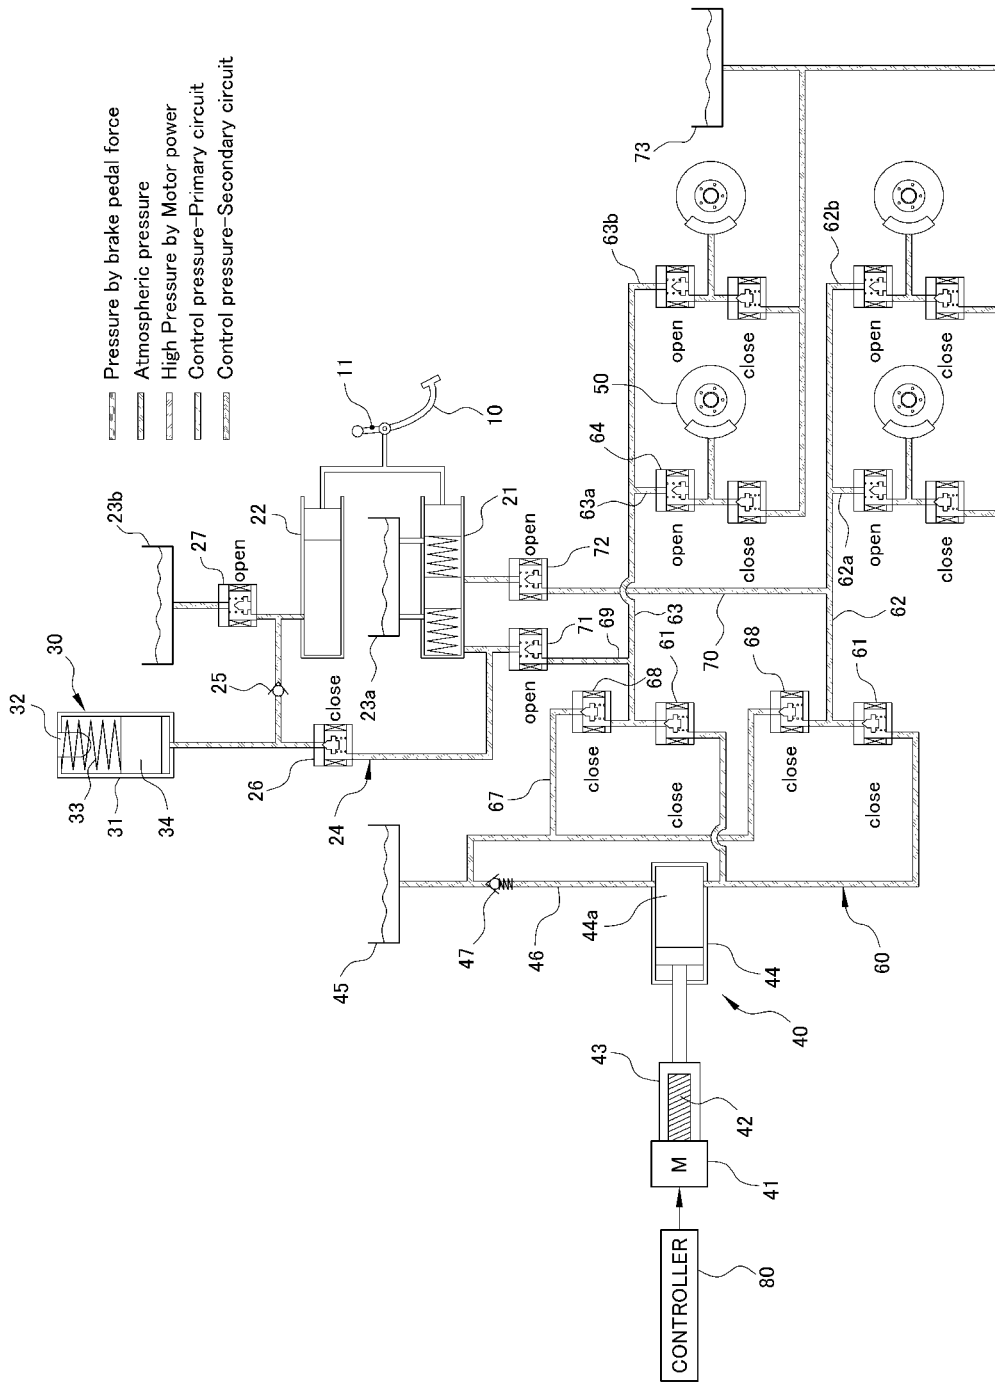 Pressure by brake pedal force
Atmospheric pressure
High Pressure by Motor power
Control pressure-Primary circuit
Control pressure-Secondary circuit
23b
27
open
22
11
10
30
32
33
31
34
25
26
close
24
23a
21
open
72
open
71
45
47
46
44a
44
40
43
42
M
41
CONTROLLER
80
67
68
close
61
close
69
63
70
68
close
61
close
62
60
73
63b
open
close
50
64
63a
open
close
62b
open
close
62a
open
close